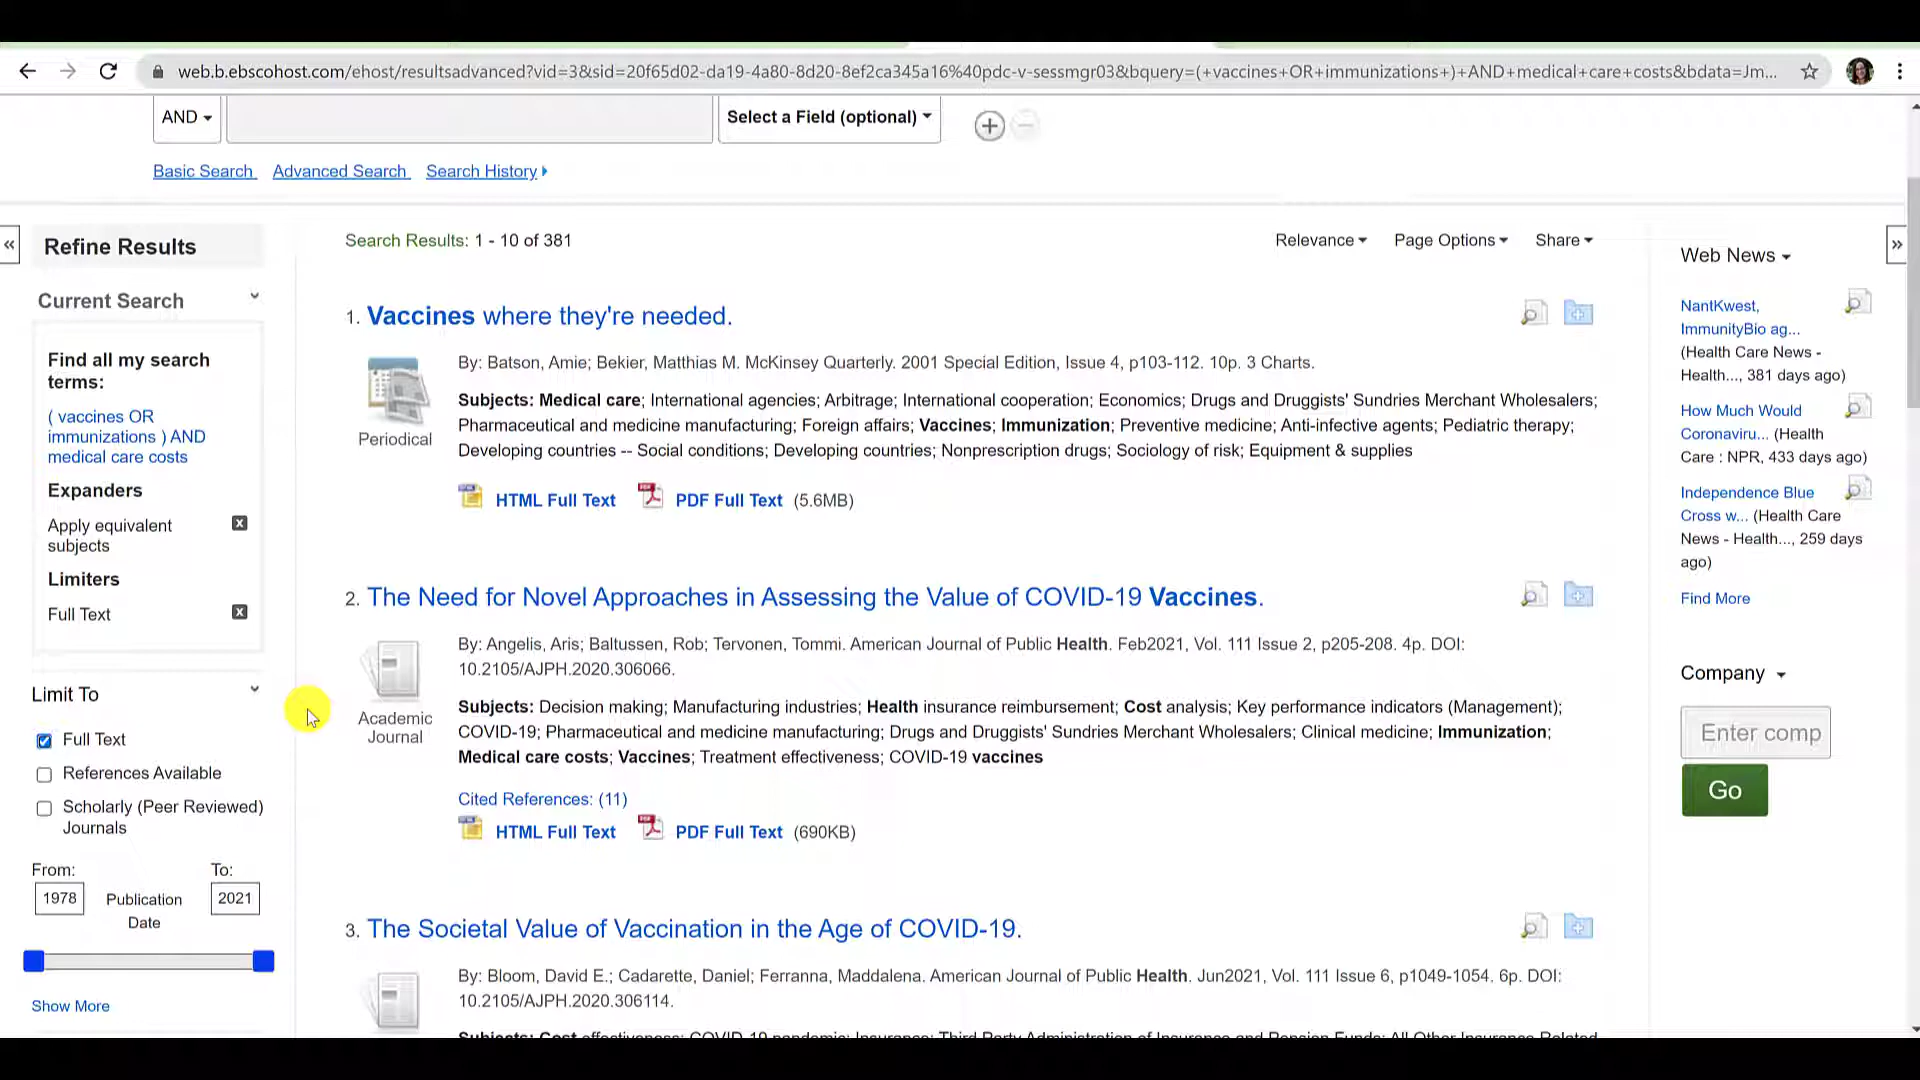 web.b.ebscohost.com/ehost/resultsadvanced?vid=3&sid=20f65d02-da19-4a80-8d20-8ef2ca345a16%40pdc-v-sessmgr03&bquery=(+vaccines+OR+immunizations+)+AND+medical+care+costs&bdata=Jm...
AND
Select a Field (optional)
Basic Search Advanced Search Search History
Refine Results
Current Search
Find all my search
terms:
( vaccines OR
immunizations ) AND
medical care costs
Expanders
Apply equivalent
subjects
Limiters
Full Text
Limit To
Full Text
References Available
Scholarly (Peer Reviewed)
Journals
From: To:
1978 Publication 2021
Date
Show More
Search Results: 1 - 10 of 381
Relevance Page Options Share
1. Vaccines where they're needed.
Periodical
By: Batson, Amie; Bekier, Matthias M. McKinsey Quarterly. 2001 Special Edition, Issue 4, p103-112. 10p. 3 Charts.
Subjects: Medical care; International agencies; Arbitrage; International cooperation; Economics; Drugs and Druggists' Sundries Merchant Wholesalers;
Pharmaceutical and medicine manufacturing; Foreign affairs; Vaccines; Immunization; Preventive medicine; Anti-infective agents; Pediatric therapy;
Developing countries -- Social conditions; Developing countries; Nonprescription drugs; Sociology of risk; Equipment & supplies
HTML Full Text PDF Full Text (5.6MB)
2. The Need for Novel Approaches in Assessing the Value of COVID-19 Vaccines.
Academic
Journal
By: Angelis, Aris; Baltussen, Rob; Tervonen, Tommi. American Journal of Public Health. Feb2021, Vol. 111 Issue 2, p205-208. 4p. DOI:
10.2105/AJPH.2020.306066.
Subjects: Decision making; Manufacturing industries; Health insurance reimbursement; Cost analysis; Key performance indicators (Management);
COVID-19; Pharmaceutical and medicine manufacturing; Drugs and Druggists' Sundries Merchant Wholesalers; Clinical medicine; Immunization;
Medical care costs; Vaccines; Treatment effectiveness; COVID-19 vaccines
Cited References: (11)
HTML Full Text PDF Full Text (690KB)
3. The Societal Value of Vaccination in the Age of COVID-19.
By: Bloom, David E.; Cadarette, Daniel; Ferranna, Maddalena. American Journal of Public Health. Jun2021, Vol. 111 Issue 6, p1049-1054. 6p. DOI:
10.2105/AJPH.2020.306114.
Subjects: Cost effectiveness; COVID-19 pandemic; Insurance; Third Party Administration of Insurance and Pension Funds; All Other Insurance Related
Web News
NantKwest,
ImmunityBio ag...
(Health Care News -
Health..., 381 days ago)
How Much Would
Coronaviru... (Health
Care : NPR, 433 days ago)
Independence Blue
Cross w... (Health Care
News - Health..., 259 days
ago)
Find More
Company
Enter comp
Go